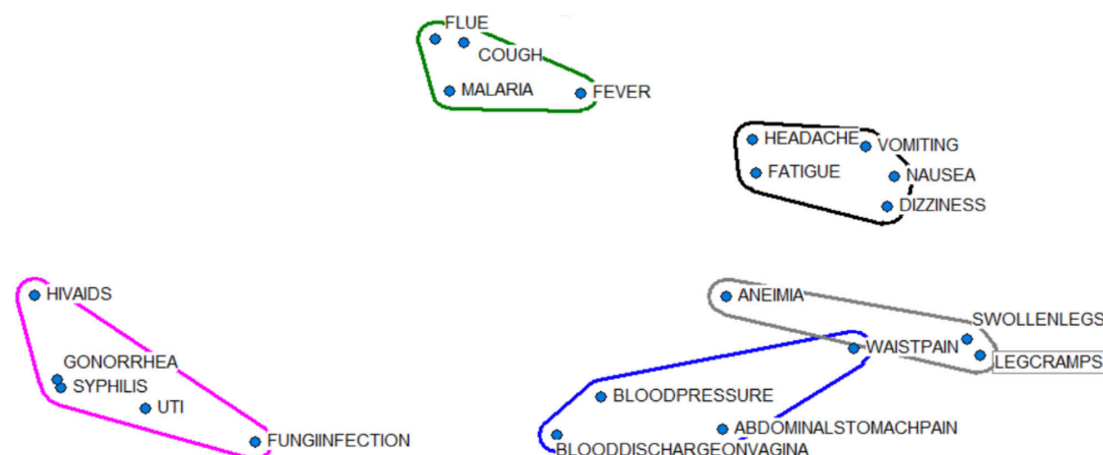 FLUE
COUGH
MALARIA
FEVER
HEADACHE
VOMITING
FATIGUE
NAUSEA
DIZZINESS
HIVAIDS
ANEIMIA
SWOLLENLEGS
WAISTPAIN
LEGCRAMPS
GONORRHEA
SYPHILIS
UTI
BLOODPRESSURE
FUNGIINFECTION
ABDOMINALSTOMACHPAIN
BLOODDISCHARGEONVAGINA